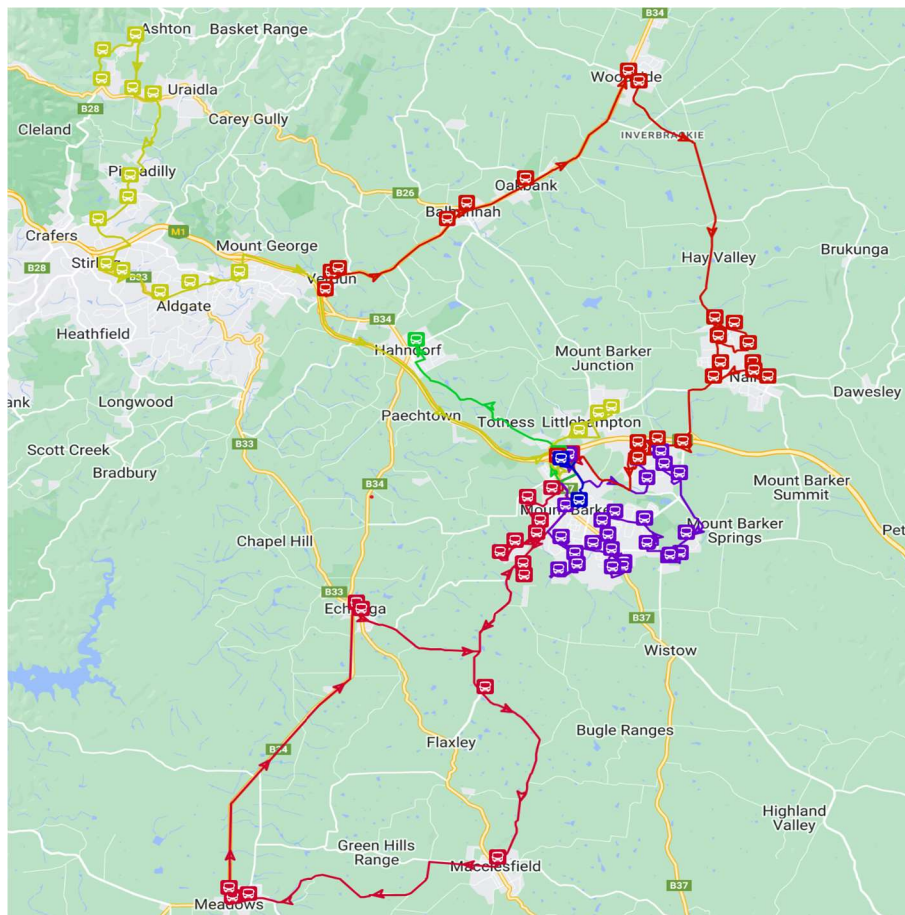 B34
Ashton
Basket Range
Woodside
Uraidla
B28
Carey Gully
Cleland
INVERBRACKIE
Piccadilly
Oakbank
B26
Balhannah
Crafers
M1
Mount George
Hay Valley
Brukunga
B28
Stirling
B33
Verdun
Aldgate
B34
Heathfield
Hahndorf
Mount Barker
Junction
Nairne
Dawesley
ank
Longwood
Paechtown
Totness
Littlehampton
Scott Creek
B33
Bradbury
B34
Mount Barker
Summit
Mount Barker
Mount Barker
Springs
Pet
Chapel Hill
B33
Echunga
B37
Wistow
Bugle Ranges
Flaxley
B34
Highland
Valley
Green Hills
Range
Macclesfield
B37
Meadows